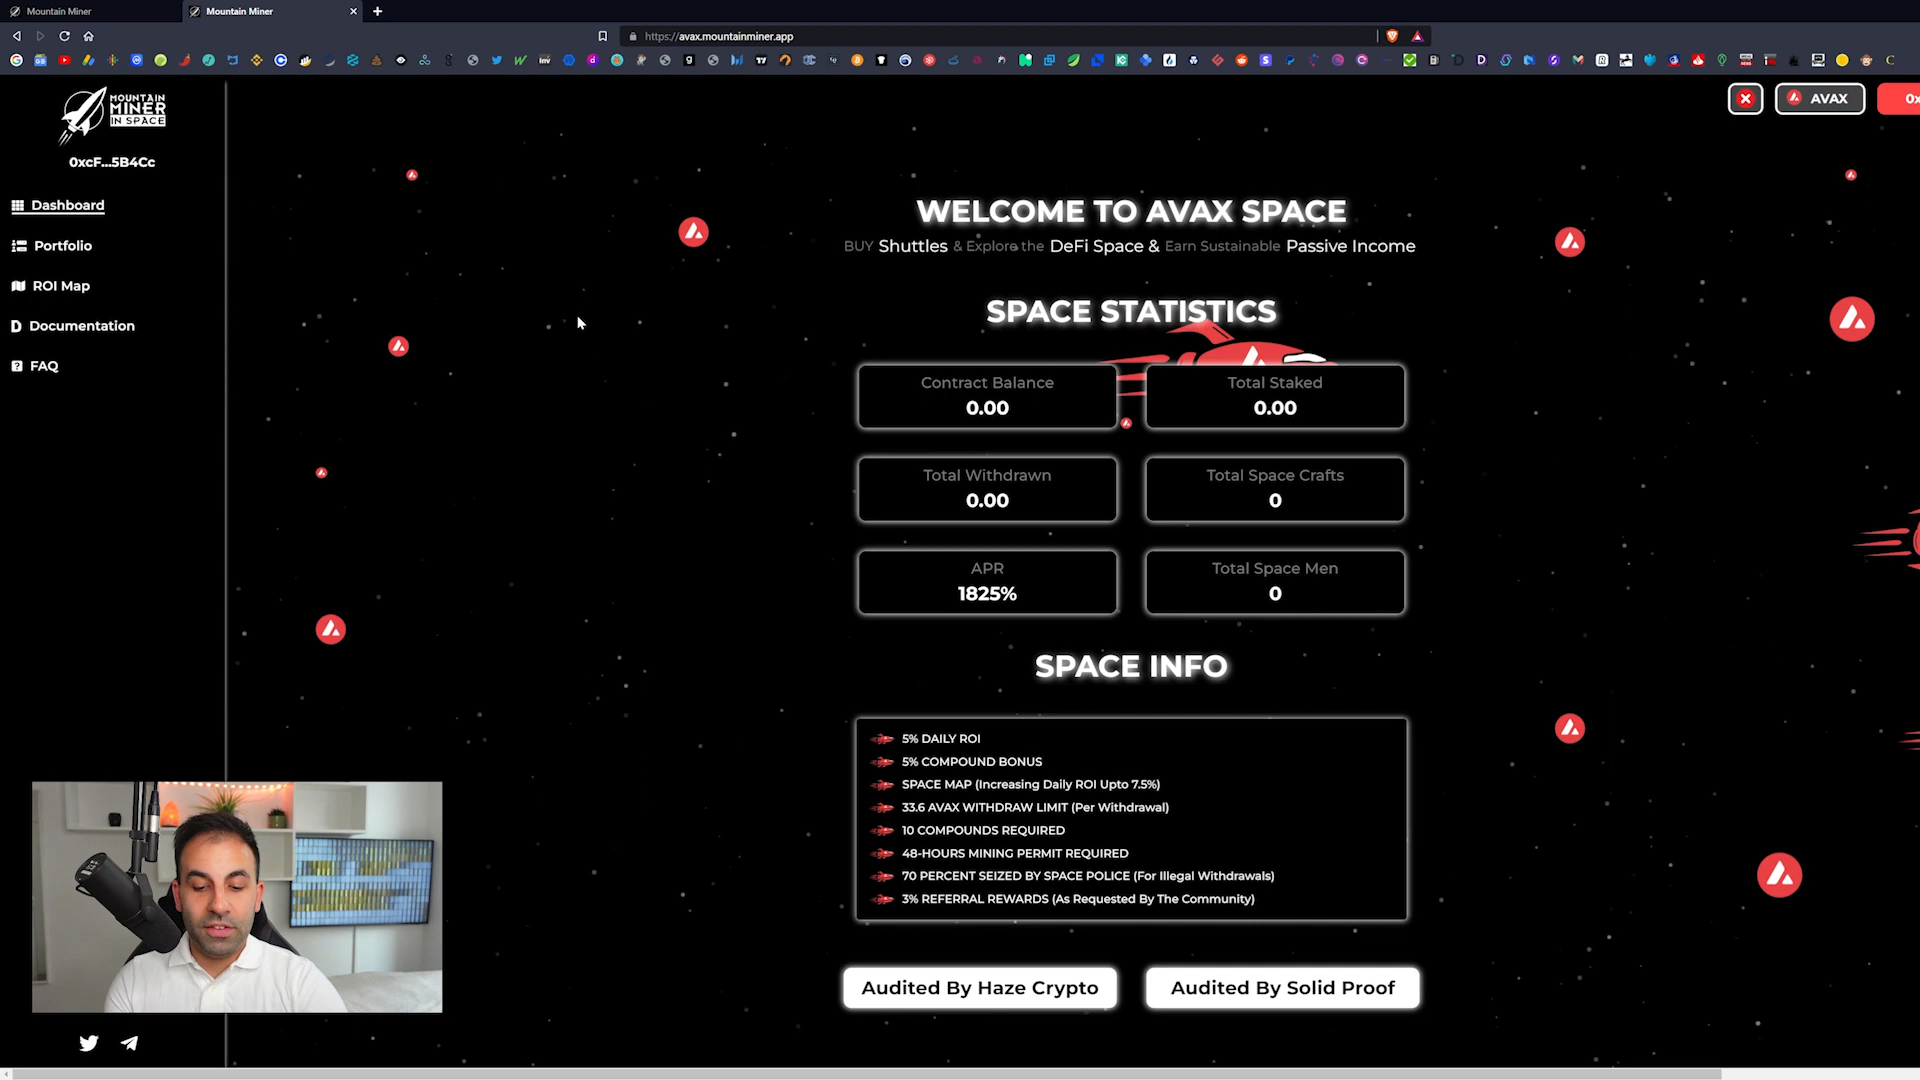 Mountain Miner
Mountain Miner
https://avax.mountainminer.app
MOUNTAIN
MINER
IN SPACE
0xcF...5B4Cc
AVAX
0x
Dashboard
Portfolio
ROI Map
Documentation
FAQ
WELCOME TO AVAX SPACE
BUY Shuttles & Explore the DeFi Space & Earn Sustainable Passive Income
SPACE STATISTICS
Contract Balance
0.00
Total Staked
0.00
Total Withdrawn
0.00
Total Space Crafts
0
APR
1825%
Total Space Men
0
SPACE INFO
5% DAILY ROI
5% COMPOUND BONUS
SPACE MAP (Increasing Daily ROI Upto 7.5%)
33.6 AVAX WITHDRAW LIMIT (Per Withdrawal)
10 COMPOUNDS REQUIRED
48-HOURS MINING PERMIT REQUIRED
70 PERCENT SEIZED BY SPACE POLICE (For Illegal Withdrawals)
3% REFERRAL REWARDS (As Requested By The Community)
Audited By Haze Crypto
Audited By Solid Proof